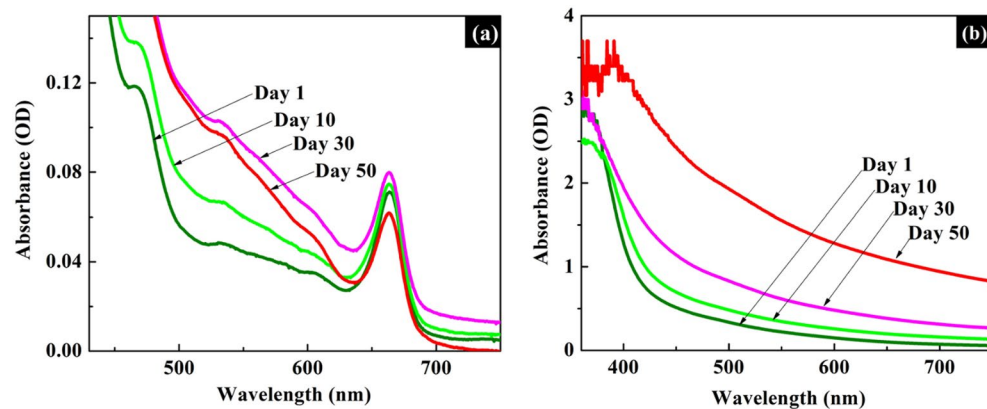 (a)
0.12
0.08
0.04
0.00
Absorbance (OD)
Day 1
Day 10
Day 30
Day 50
500
600
700
Wavelength (nm)
(b)
4
3
2
1
0
Absorbance (OD)
Day 1
Day 10
Day 30
Day 50
400
500
600
700
Wavelength (nm)